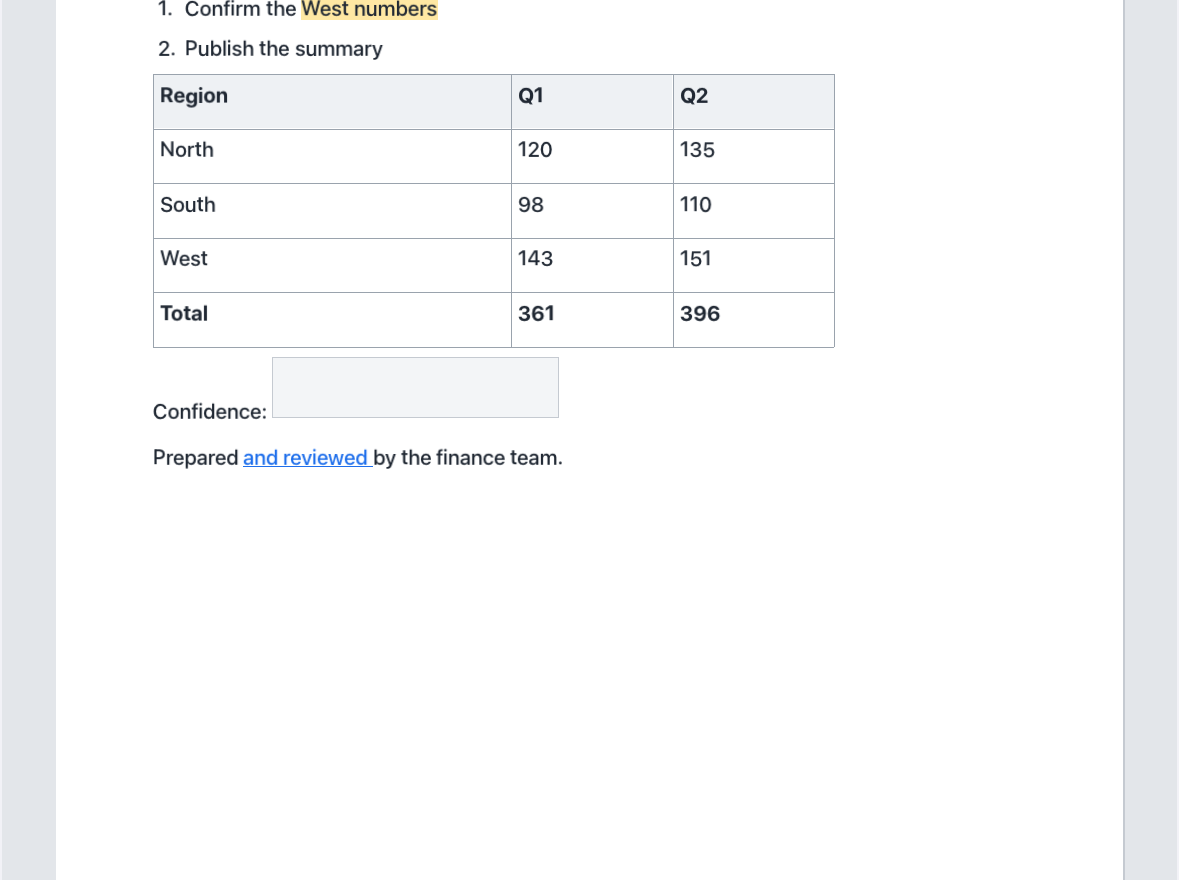 1. Confirm the West numbers
2. Publish the summary
Region Q1 Q2
North 120 135
South 98 110
West 143 151
Total 361 396
Confidence:
Prepared and reviewed by the finance team.